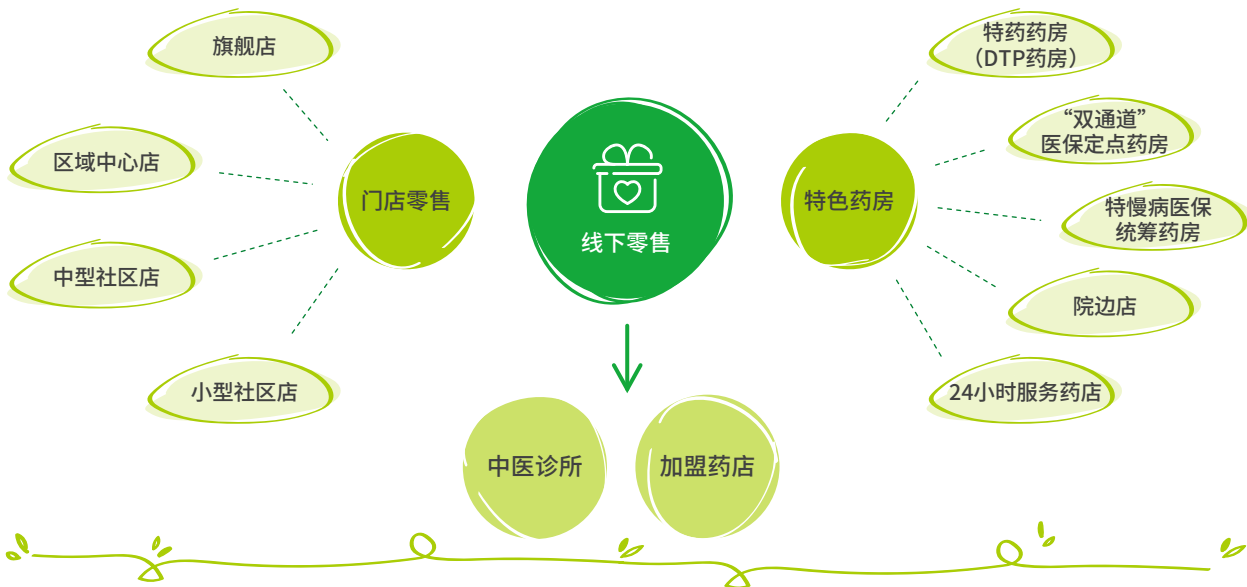 旗舰店
区域中心店
中型社区店
小型社区店
门店零售
线下零售
特色药房
特药药房
（DTP药房）
“双通道”
医保定点药房
特慢病医保
统筹药房
院边店
24小时服务药店
中医诊所
加盟药店